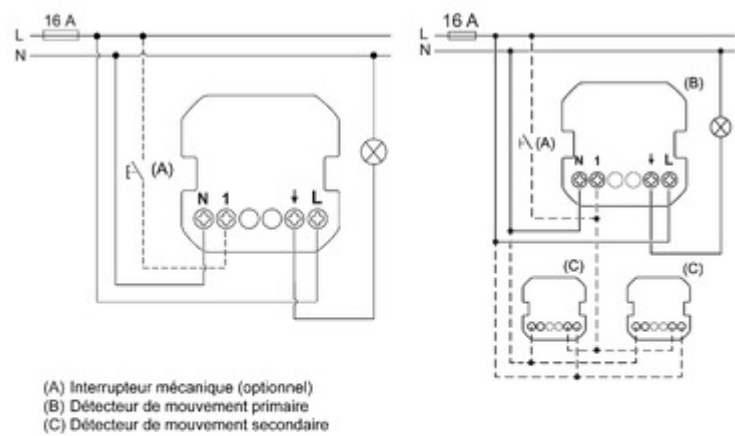 16 A
L
N
(A)
N 1 ↓ L
16 A
L
N
(B)
(A)
N 1 ↓ L
(C) (C)
(A) Interrupteur mécanique (optionnel)
(B) Détecteur de mouvement primaire
(C) Détecteur de mouvement secondaire